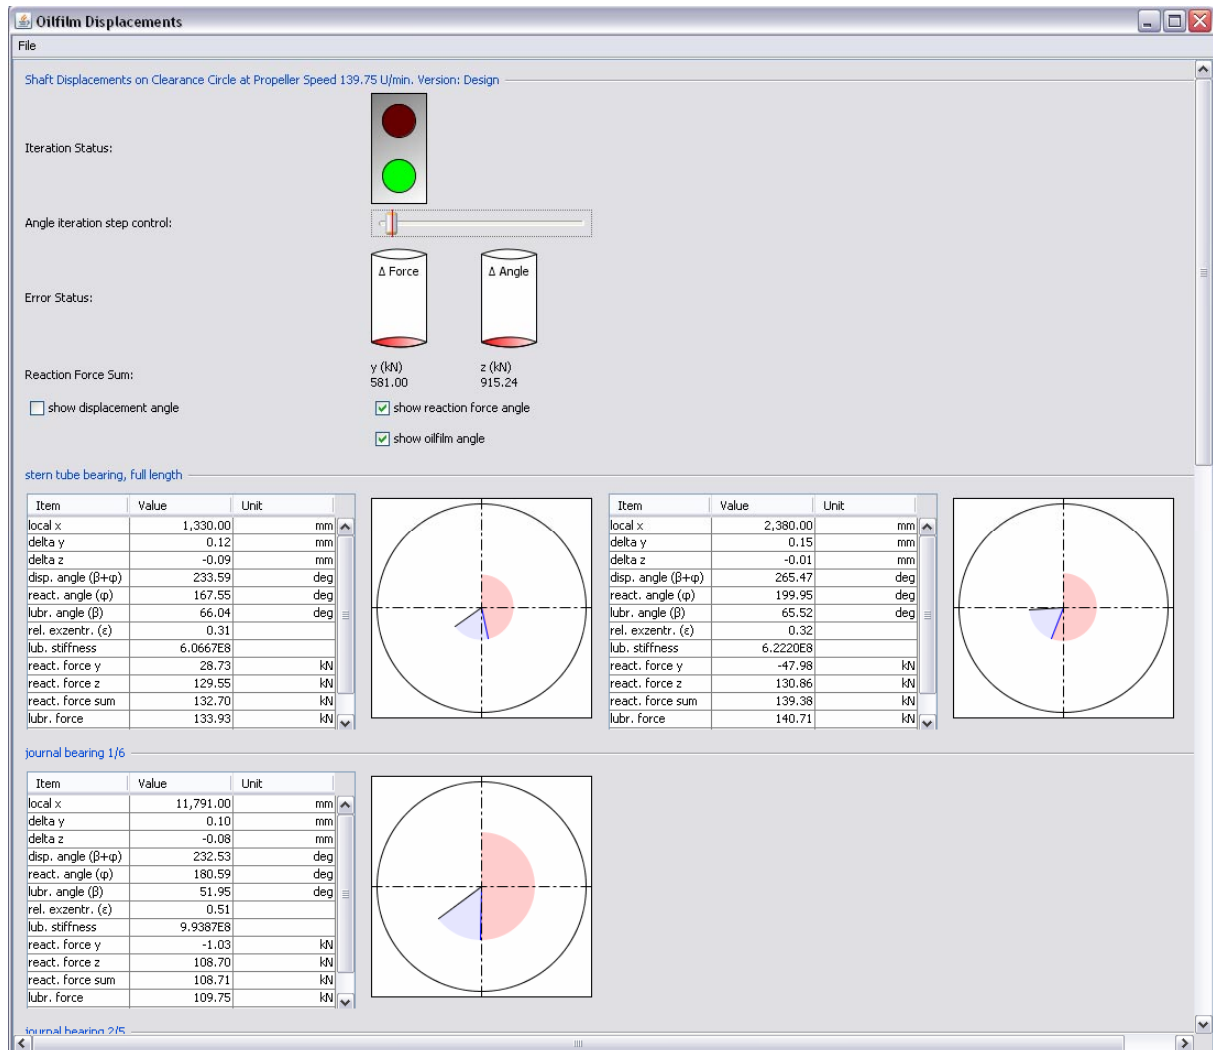 Oilfilm Displacements
File
Shaft Displacements on Clearance Circle at Propeller Speed 139.75 U/min. Version: Design
Iteration Status:
Angle iteration step control:
Δ Force Δ Angle
Error Status:
y (kN) z (kN)
Reaction Force Sum:
581.00 915.24
show displacement angle show reaction force angle
show oilfilm angle
stern tube bearing, full length
Item Value Unit
local x 1,330.00 mm
delta y 0.12 mm
delta z -0.09 mm
disp. angle (β+φ) 233.59 deg
react. angle (φ) 167.55 deg
lubr. angle (β) 66.04 deg
rel. exzentr. (ε) 0.31
lub. stiffness 6.0667E8
react. force y 28.73 kN
react. force z 129.55 kN
react. force sum 132.70 kN
lubr. force 133.93 kN
Item Value Unit
local x 2,380.00 mm
delta y 0.15 mm
delta z -0.01 mm
disp. angle (β+φ) 265.47 deg
react. angle (φ) 199.95 deg
lubr. angle (β) 65.52 deg
rel. exzentr. (ε) 0.32
lub. stiffness 6.2220E8
react. force y -47.98 kN
react. force z 130.86 kN
react. force sum 139.38 kN
lubr. force 140.71 kN
journal bearing 1/6
Item Value Unit
local x 11,791.00 mm
delta y 0.10 mm
delta z -0.08 mm
disp. angle (β+φ) 232.53 deg
react. angle (φ) 180.59 deg
lubr. angle (β) 51.95 deg
rel. exzentr. (ε) 0.51
lub. stiffness 9.9387E8
react. force y -1.03 kN
react. force z 108.70 kN
react. force sum 108.71 kN
lubr. force 109.75 kN
journal bearing 2/5